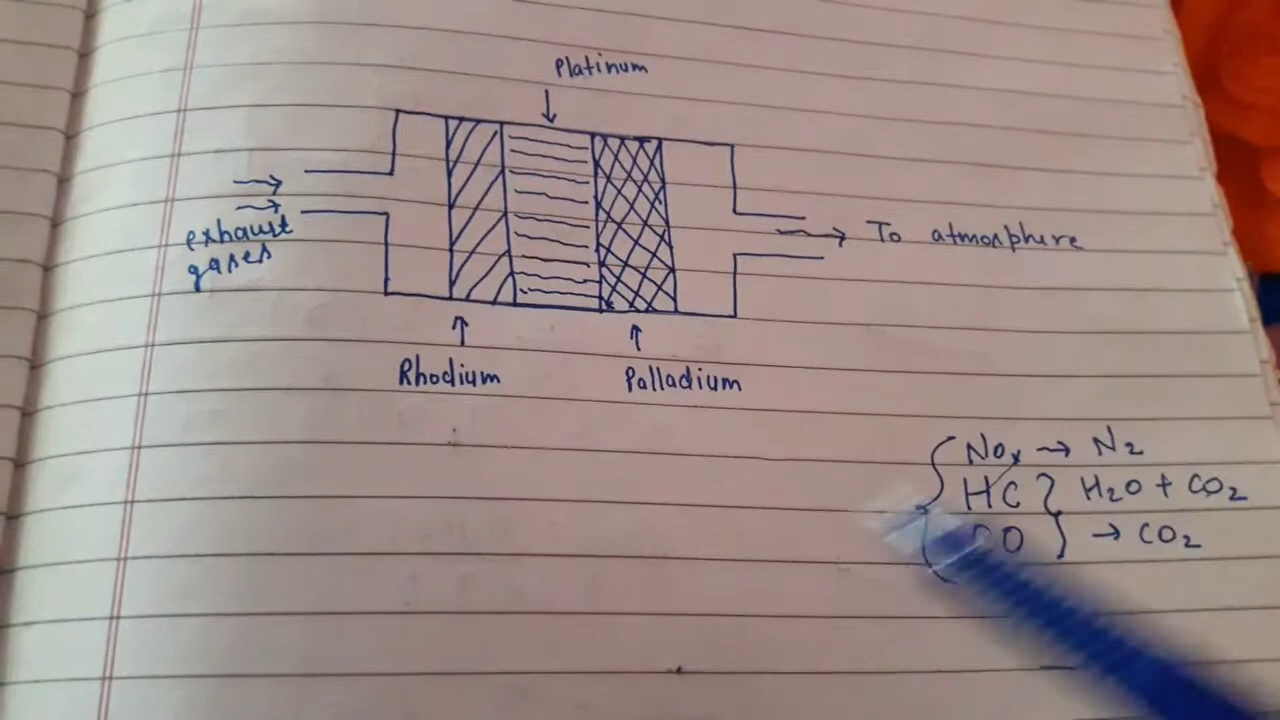 Platinum
exhaust
gases
To atmosphere
Rhodium
Palladium
NOx → N2
HC } H2O + CO2
} → CO2